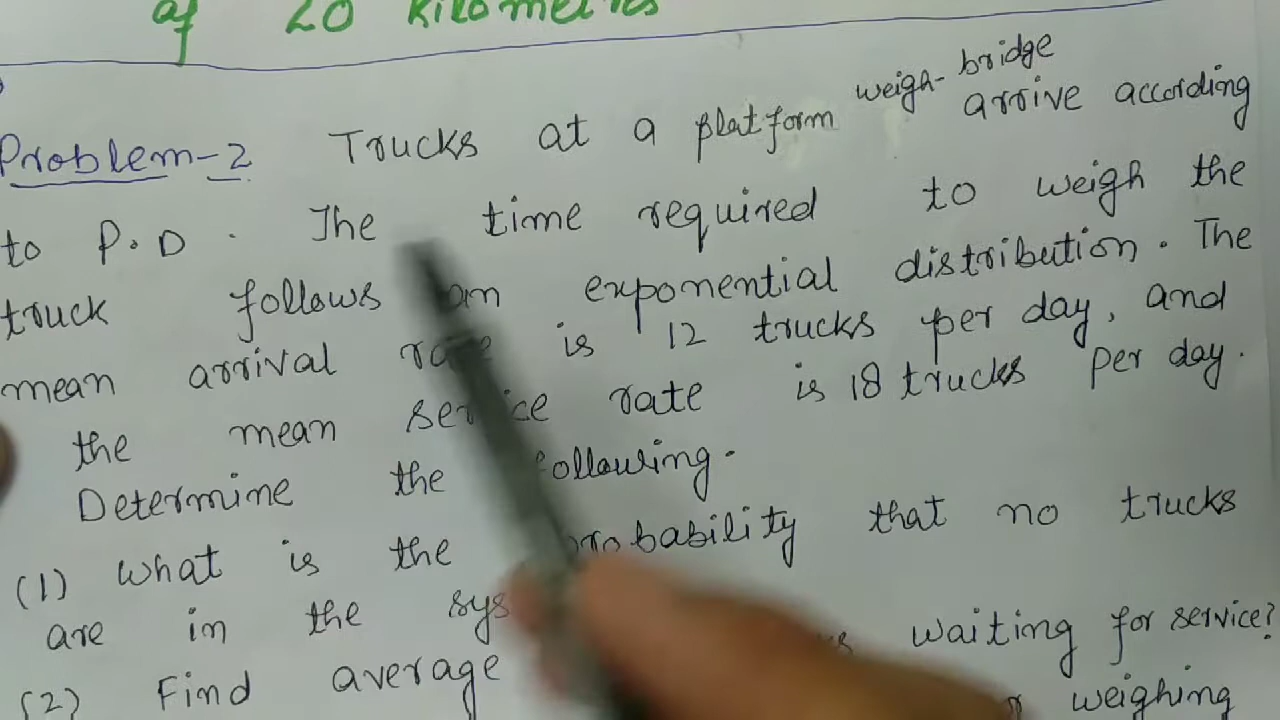 of 20 Kilometres
Problem-2 Trucks at a platform weigh-bridge arrive according
to P.D. The time required to weigh the
truck follows an exponential distribution. The
mean arrival rate is 12 trucks per day, and
the mean service rate is 18 trucks per day.
Determine the following.
(1) What is the probability that no trucks
are in the
(2) Find average waiting for service?
weighing